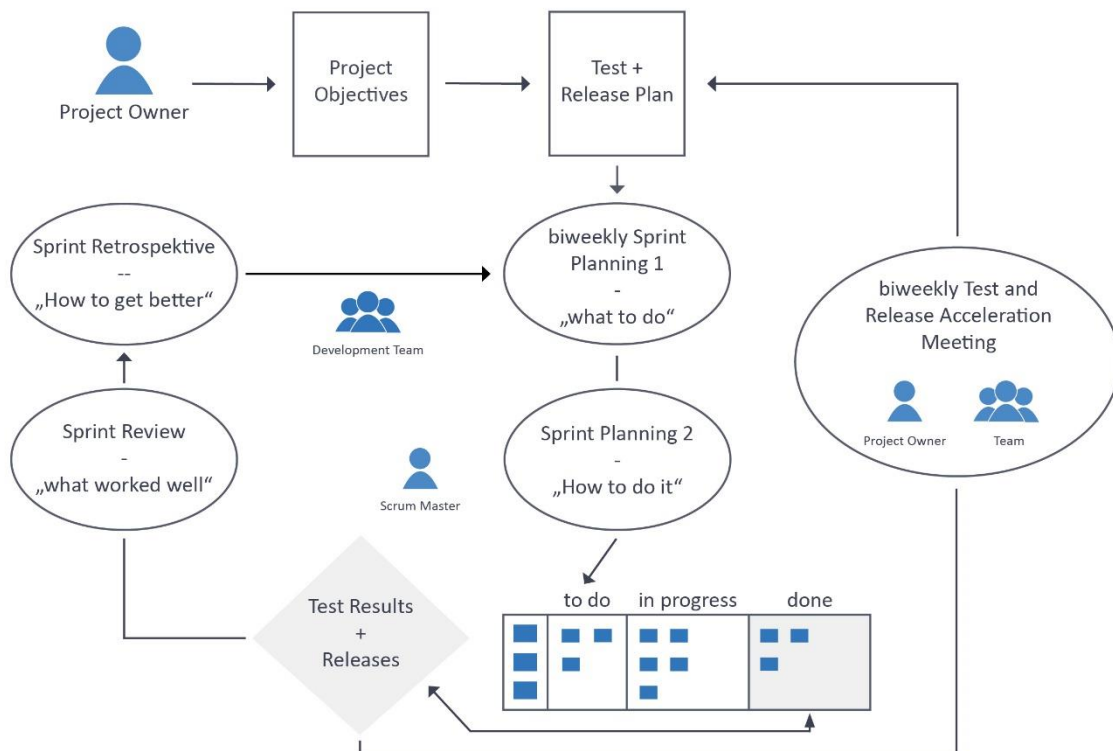 Project Owner
Project
Objectives
Test +
Release Plan
Sprint Retrospektive
--
„How to get better“
Development Team
biweekly Sprint
Planning 1
-
„what to do“
biweekly Test and
Release Acceleration
Meeting
Project Owner
Team
Sprint Review
-
„what worked well“
Scrum Master
Sprint Planning 2
-
„How to do it“
Test Results
+
Releases
to do
in progress
done